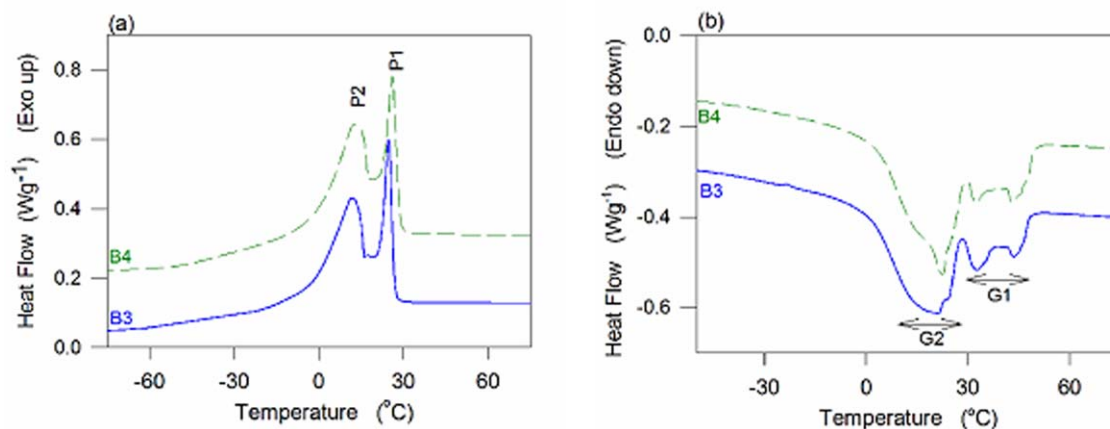 (a)
Heat Flow (Wg-1) (Exo up)
0.8
0.6
0.4
0.2
0.0
P2
P1
B4
B3
-60
-30
0
30
60
Temperature (°C)
(b)
Heat Flow (Wg-1) (Endo down)
0.0
-0.2
-0.4
-0.6
B4
B3
G1
G2
-30
0
30
60
Temperature (°C)